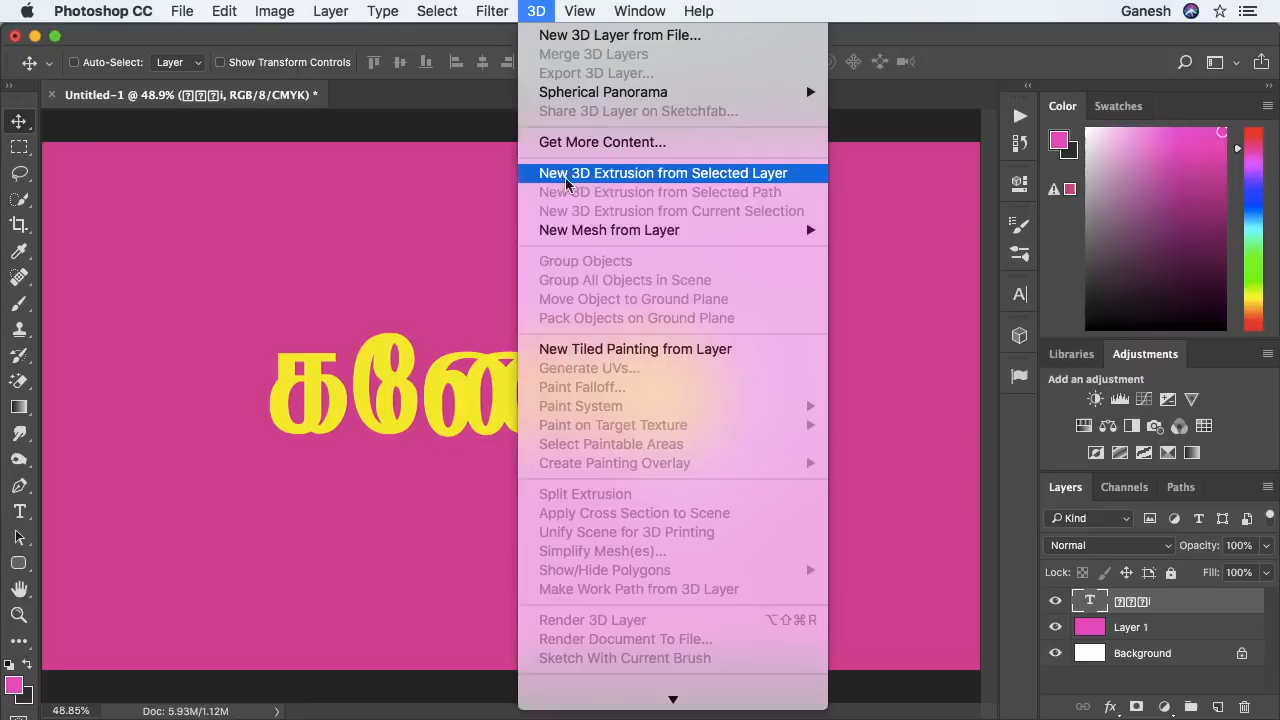 Photoshop CC File Edit Image Layer Type Select Filter 3D View Window Help Ganesh
Auto-Select: Layer Show Transform Controls
Untitled-1 @ 48.9% (i, RGB/8/CMYK) *
New 3D Layer from File...
Merge 3D Layers
Export 3D Layer...
Spherical Panorama
Share 3D Layer on Sketchfab...
Get More Content...
New 3D Extrusion from Selected Layer
New 3D Extrusion from Selected Path
New 3D Extrusion from Current Selection
New Mesh from Layer
Group Objects
Group All Objects in Scene
Move Object to Ground Plane
Pack Objects on Ground Plane
New Tiled Painting from Layer
Generate UVs...
Paint Falloff...
Paint System
Paint on Target Texture
Select Paintable Areas
Create Painting Overlay
Split Extrusion
Apply Cross Section to Scene
Unify Scene for 3D Printing
Simplify Mesh(es)...
Show/Hide Polygons
Make Work Path from 3D Layer
Render 3D Layer ⌥⇧⌘R
Render Document To File...
Sketch With Current Brush
Color Swatches
Libraries Adjustments
Add an adjustment
Layers Channels Paths
Kind
Normal Opacity: 100%
Lock: Fill: 100%
Layer 1
Background
48.85% Doc: 5.93M/1.12M